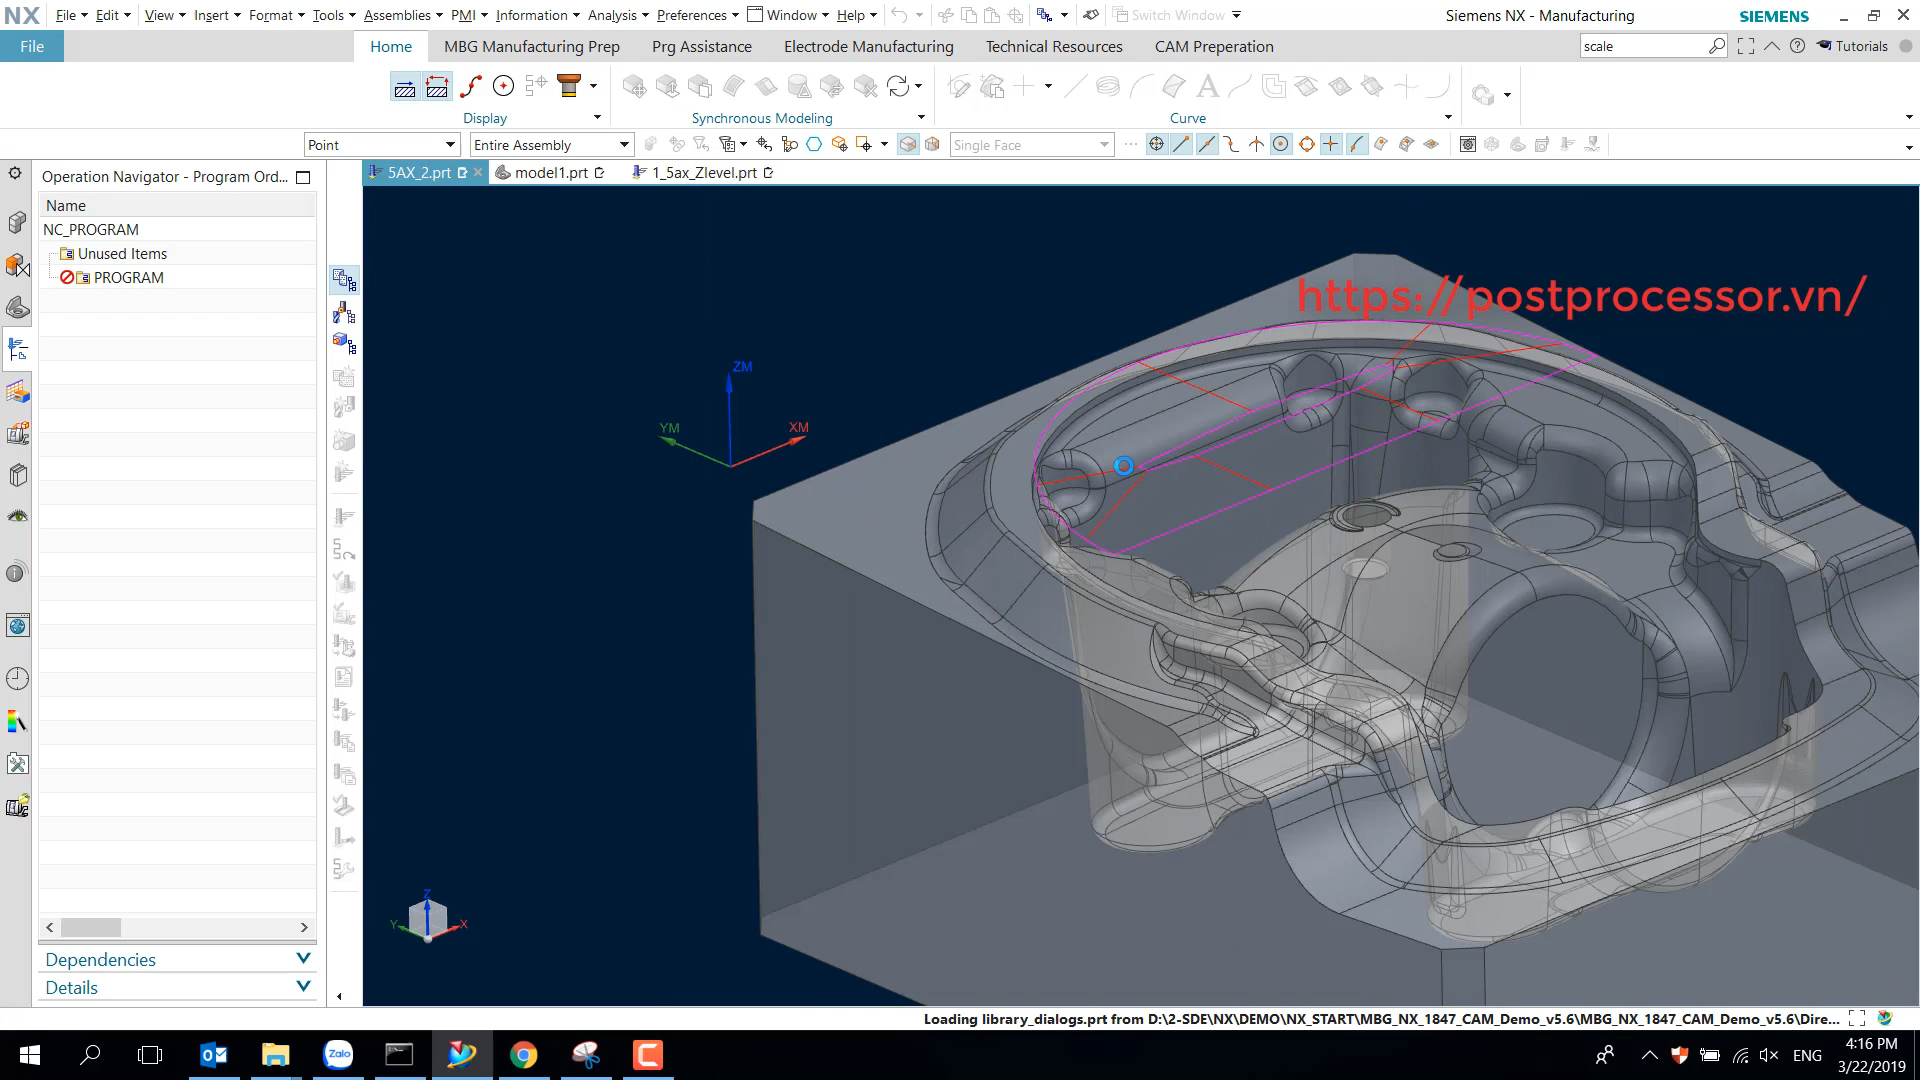 NX File Edit View Insert Format Tools Assemblies PMI Information Analysis Preferences Window Help Switch Window Siemens NX - Manufacturing SIEMENS
File Home MBG Manufacturing Prep Prg Assistance Electrode Manufacturing Technical Resources CAM Preperation scale Tutorials
Display Synchronous Modeling Curve
Point Entire Assembly Single Face
Operation Navigator - Program Ord... 5AX_2.prt model1.prt 1_5ax_Zlevel.prt
Name
NC_PROGRAM
Unused Items
PROGRAM
https://postprocessor.vn/
ZM
YM XM
Z
Y X
Dependencies
Details
Loading library_dialogs.prt from D:\2-SDE\NX\DEMO\NX_START\MBG_NX_1847_CAM_Demo_v5.6\MBG_NX_1847_CAM_Demo_v5.6\Dire...
Zalo ENG 4:16 PM
3/22/2019